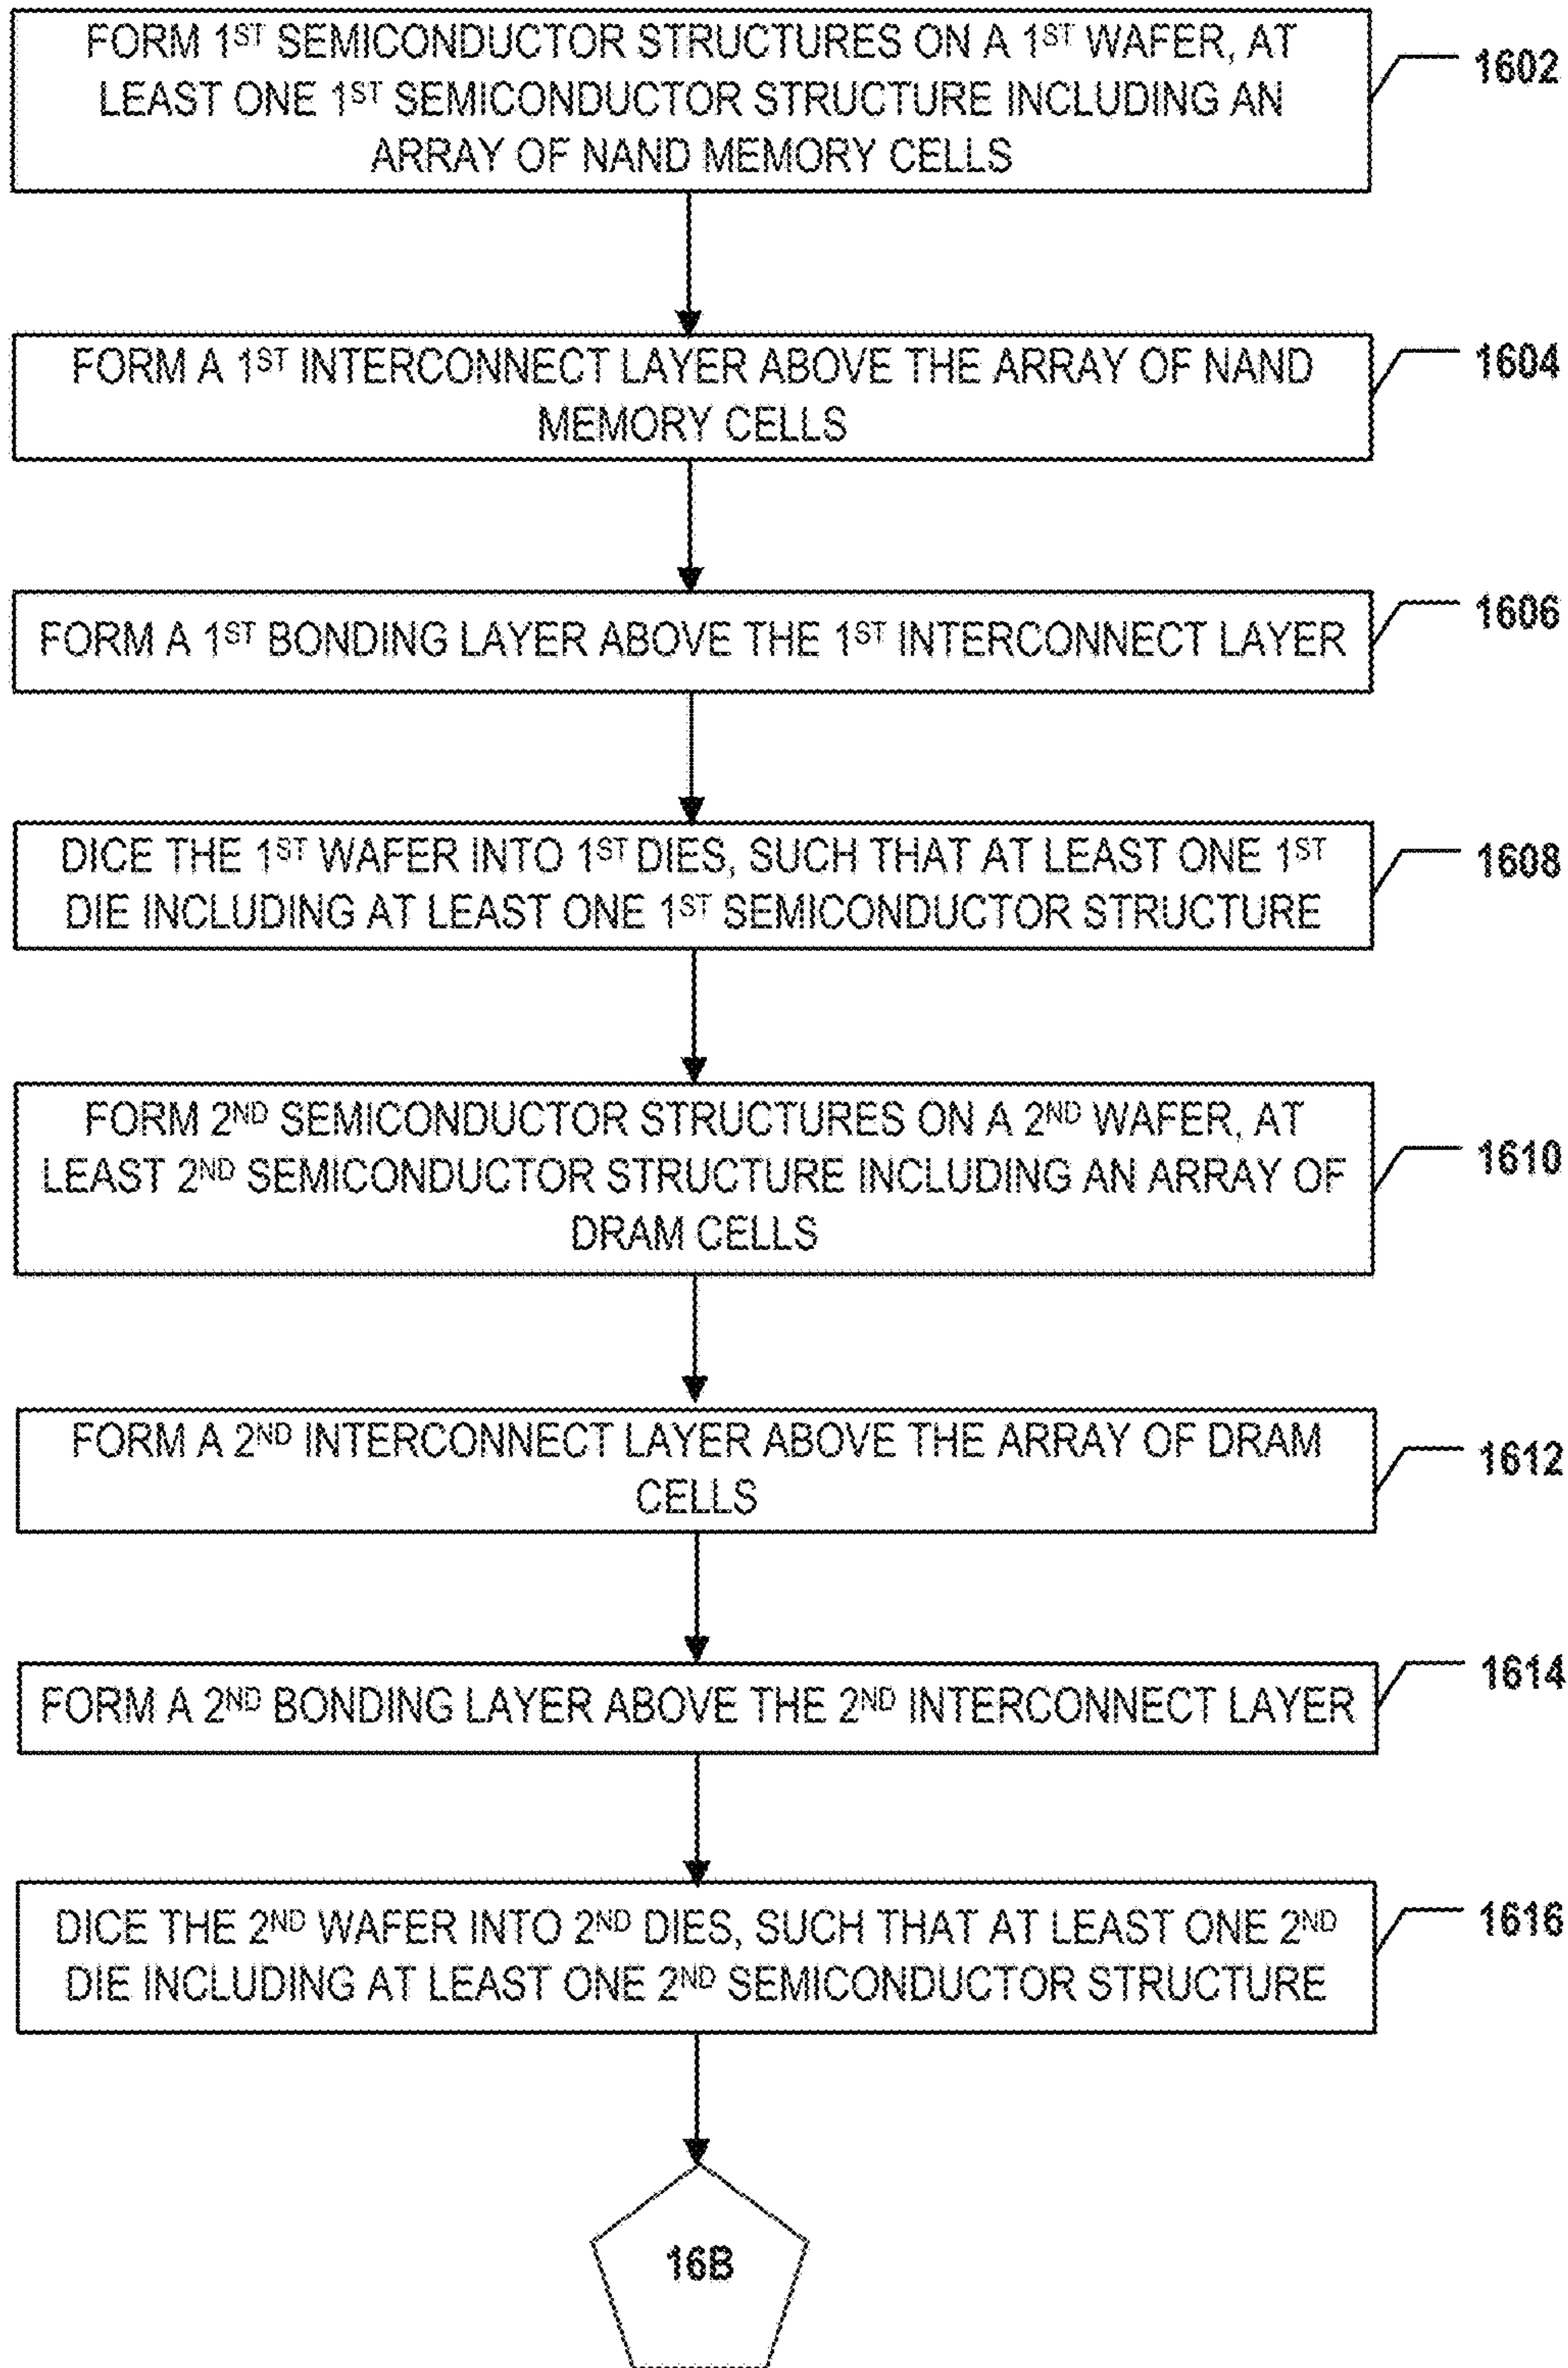 FORM 1ST SEMICONDUCTOR STRUCTURES ON A 1ST WAFER, AT
LEAST ONE 1ST SEMICONDUCTOR STRUCTURE INCLUDING AN
ARRAY OF NAND MEMORY CELLS
1602
FORM A 1ST INTERCONNECT LAYER ABOVE THE ARRAY OF NAND
MEMORY CELLS
1604
FORM A 1ST BONDING LAYER ABOVE THE 1ST INTERCONNECT LAYER
1606
DICE THE 1ST WAFER INTO 1ST DIES, SUCH THAT AT LEAST ONE 1ST
DIE INCLUDING AT LEAST ONE 1ST SEMICONDUCTOR STRUCTURE
1608
FORM 2ND SEMICONDUCTOR STRUCTURES ON A 2ND WAFER, AT
LEAST 2ND SEMICONDUCTOR STRUCTURE INCLUDING AN ARRAY OF
DRAM CELLS
1610
FORM A 2ND INTERCONNECT LAYER ABOVE THE ARRAY OF DRAM
CELLS
1612
FORM A 2ND BONDING LAYER ABOVE THE 2ND INTERCONNECT LAYER
1614
DICE THE 2ND WAFER INTO 2ND DIES, SUCH THAT AT LEAST ONE 2ND
DIE INCLUDING AT LEAST ONE 2ND SEMICONDUCTOR STRUCTURE
1616
16B